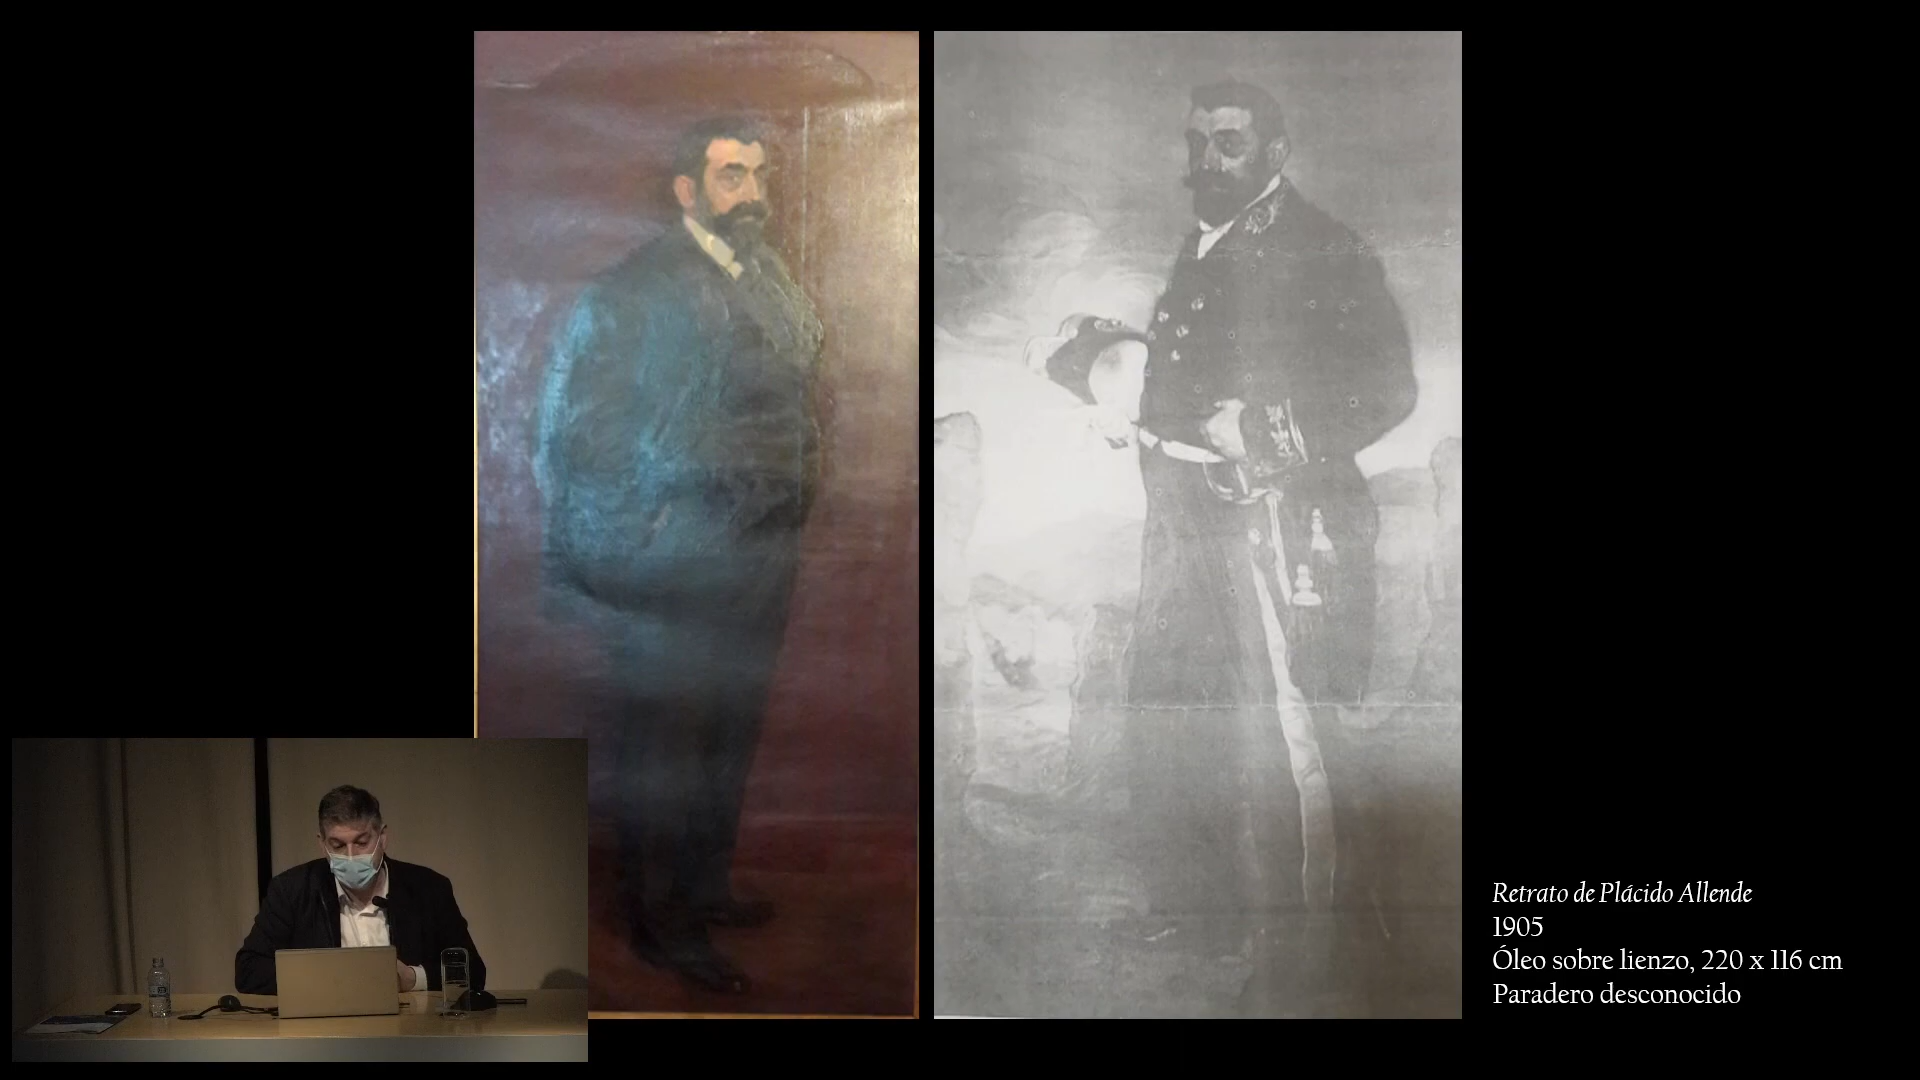 Retrato de Plácido Allende
1905
Óleo sobre lienzo, 220 x 116 cm
Paradero desconocido